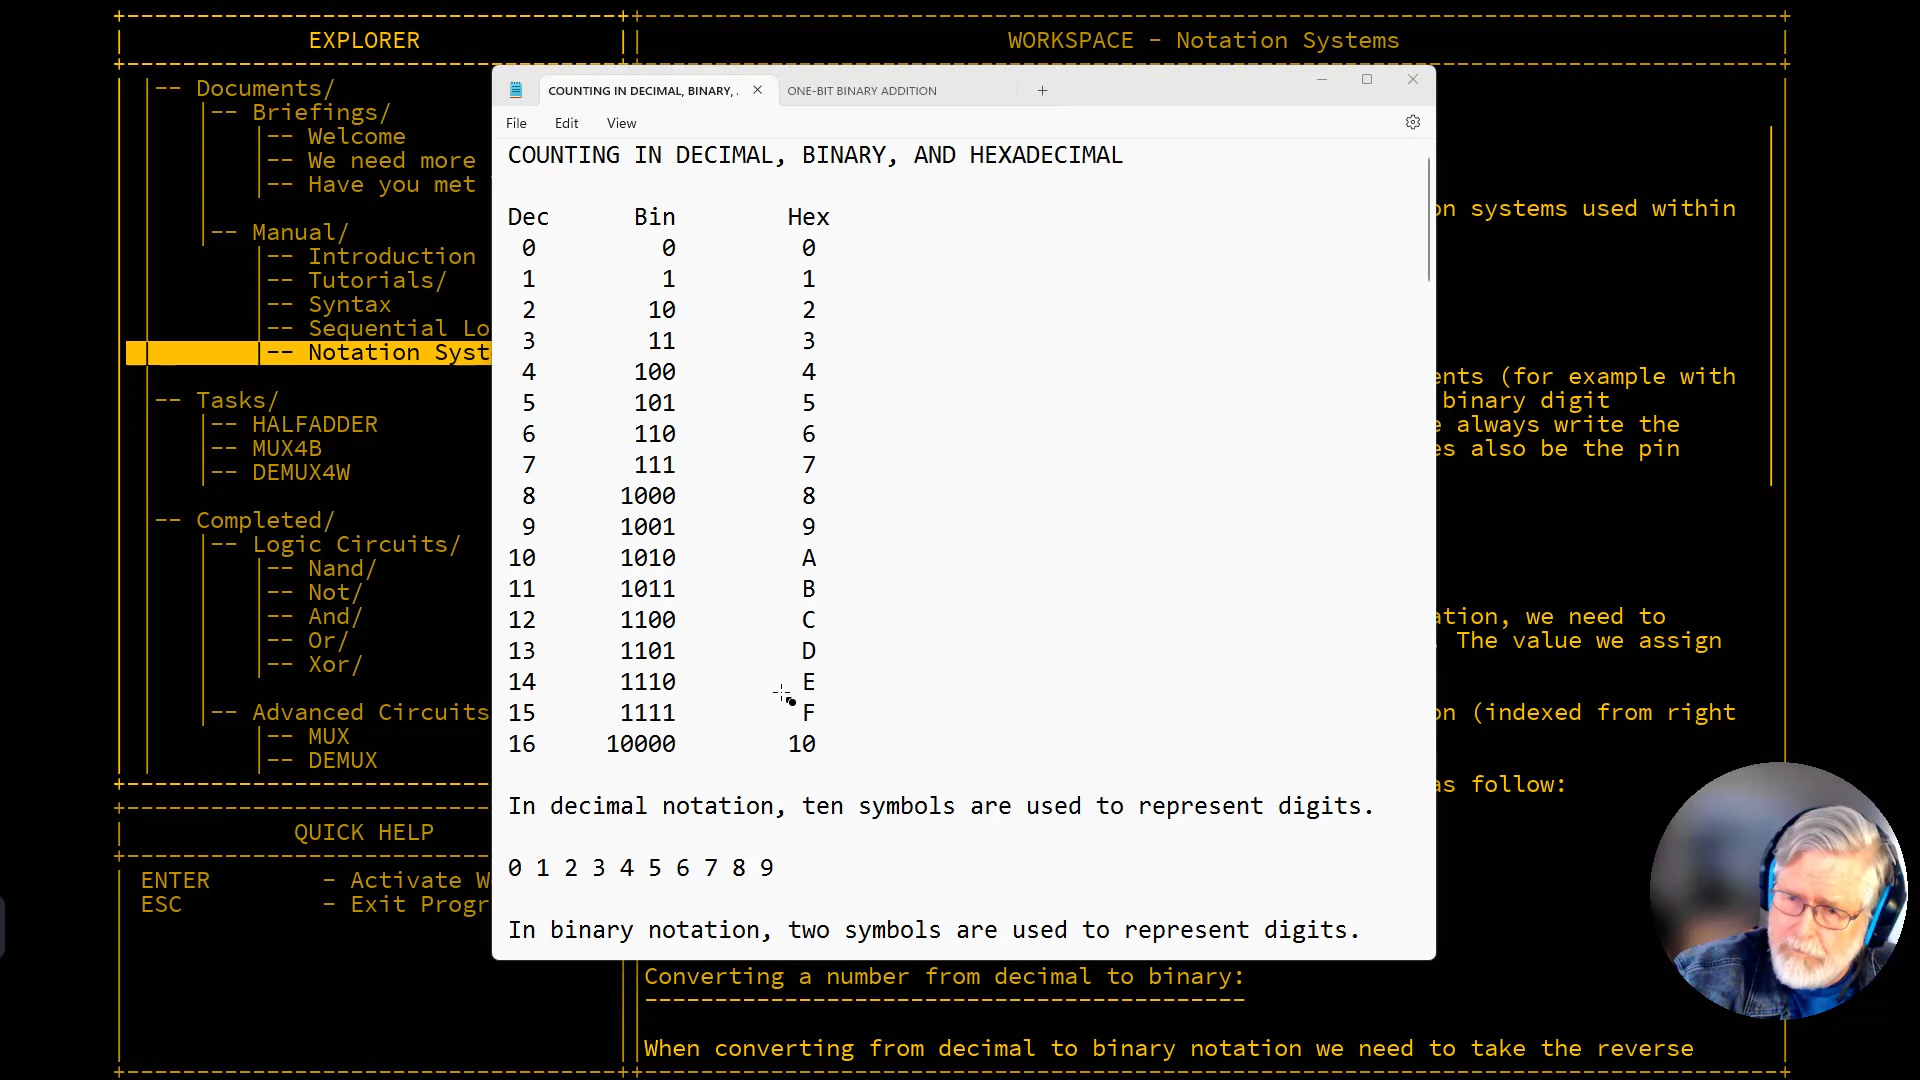 EXPLORER
WORKSPACE - Notation Systems
-- Documents/
-- Briefings/
-- Welcome
-- We need more
-- Have you met
-- Manual/
-- Introduction
-- Tutorials/
-- Syntax
-- Sequential Lo
-- Notation Syst
-- Tasks/
-- HALFADDER
-- MUX4B
-- DEMUX4W
-- Completed/
-- Logic Circuits/
-- Nand/
-- Not/
-- And/
-- Or/
-- Xor/
-- Advanced Circuits
-- MUX
-- DEMUX
QUICK HELP
ENTER - Activate W
ESC - Exit Progr
COUNTING IN DECIMAL, BINARY, .
ONE-BIT BINARY ADDITION
File Edit View
COUNTING IN DECIMAL, BINARY, AND HEXADECIMAL
Dec Bin Hex
0 0 0
1 1 1
2 10 2
3 11 3
4 100 4
5 101 5
6 110 6
7 111 7
8 1000 8
9 1001 9
10 1010 A
11 1011 B
12 1100 C
13 1101 D
14 1110 E
15 1111 F
16 10000 10
In decimal notation, ten symbols are used to represent digits.
0 1 2 3 4 5 6 7 8 9
In binary notation, two symbols are used to represent digits.
on systems used within
ents (for example with
binary digit
e always write the
es also be the pin
ation, we need to
. The value we assign
on (indexed from right
as follow:
Converting a number from decimal to binary:
When converting from decimal to binary notation we need to take the reverse